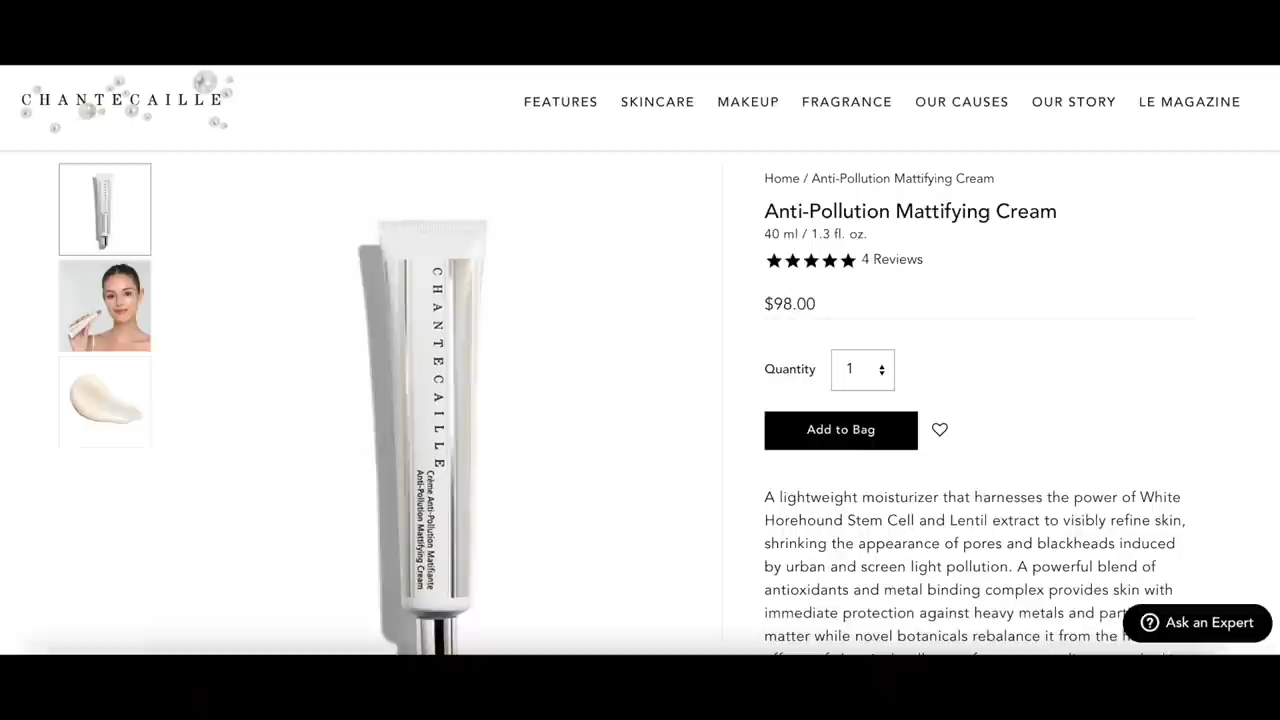 CHANTECAILLE
FEATURES SKINCARE MAKEUP FRAGRANCE OUR CAUSES OUR STORY LE MAGAZINE
Home / Anti-Pollution Mattifying Cream
Anti-Pollution Mattifying Cream
40 ml / 1.3 fl. oz.
4 Reviews
$98.00
Quantity 1
Add to Bag
A lightweight moisturizer that harnesses the power of White
Horehound Stem Cell and Lentil extract to visibly refine skin,
shrinking the appearance of pores and blackheads induced
by urban and screen light pollution. A powerful blend of
antioxidants and metal binding complex provides skin with
immediate protection against heavy metals and
matter while novel botanicals rebalance it from the
Ask an Expert
CHANTECAILLE
Crème Anti-Pollution Matifiante
Anti-Pollution Mattifying Cream